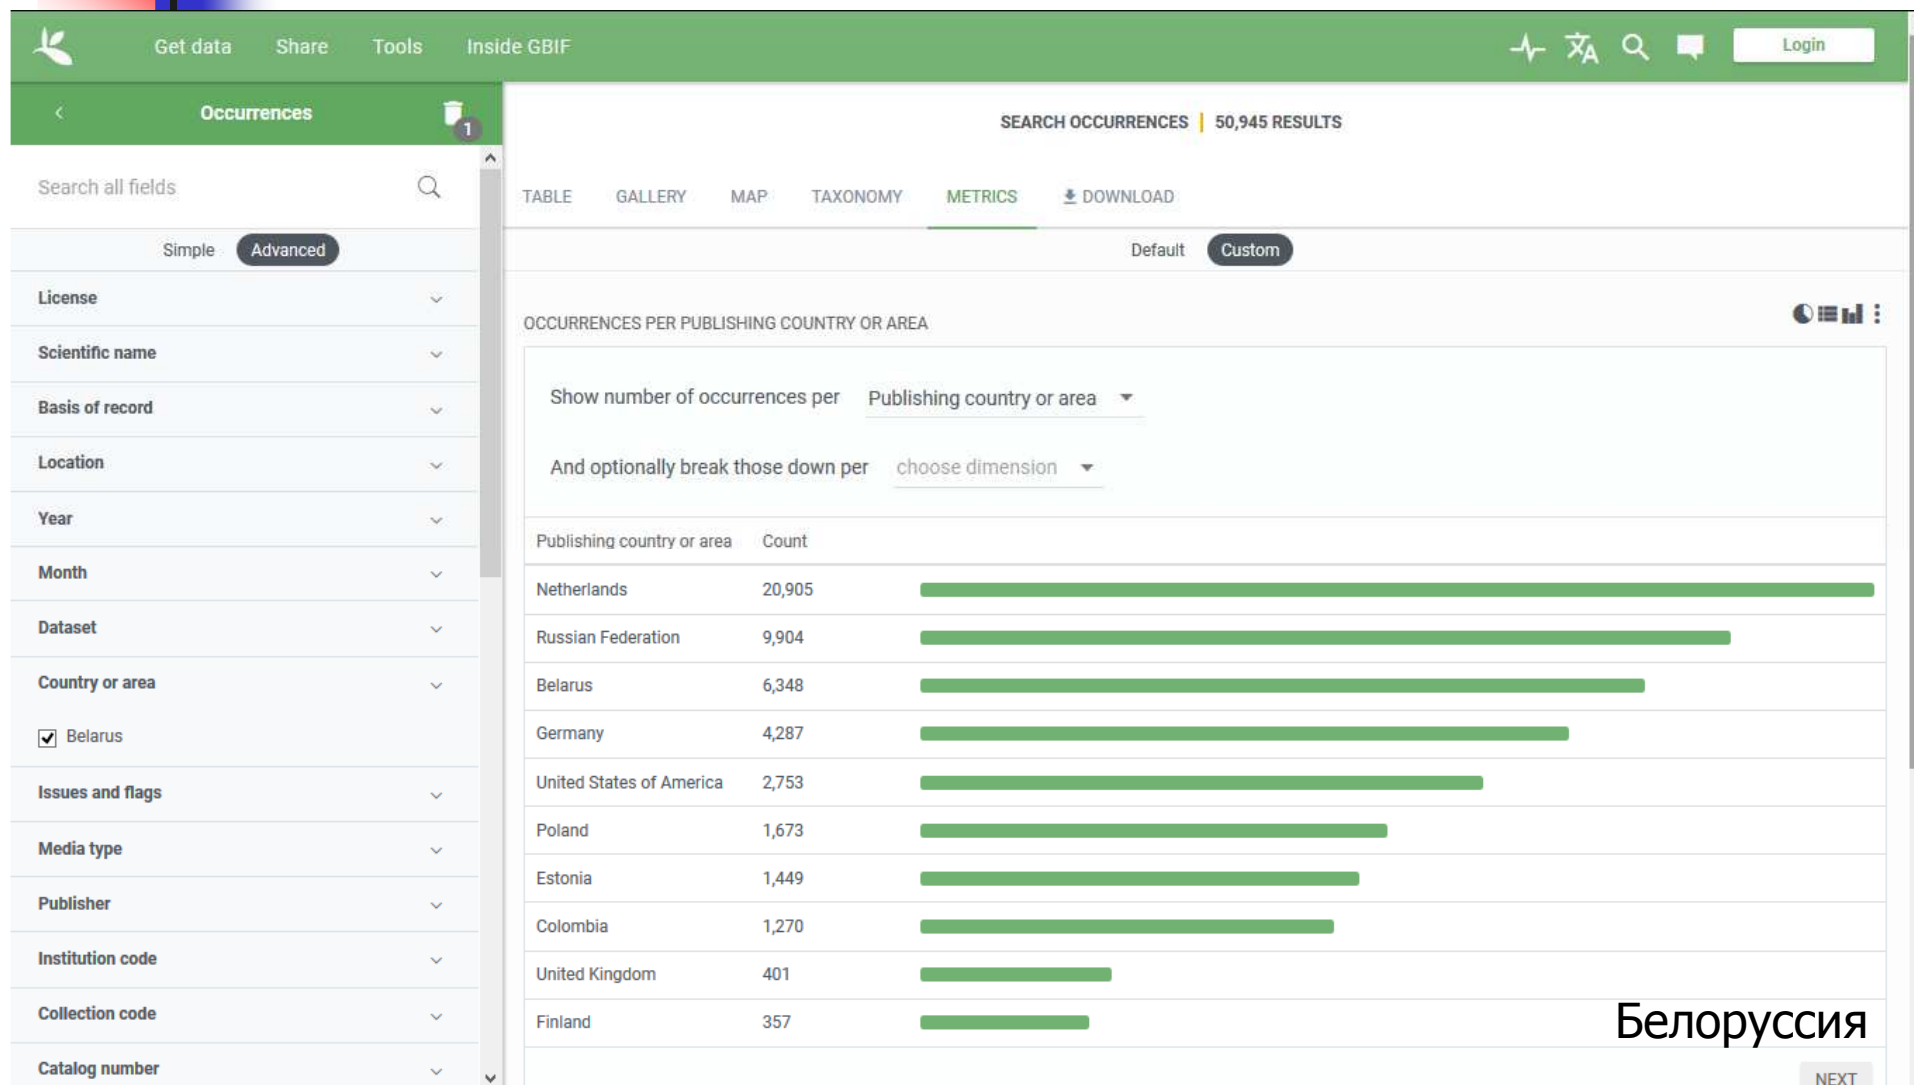 Get data Share Tools Inside GBIF Login
Occurrences 1
SEARCH OCCURRENCES | 50,945 RESULTS
Search all fields
TABLE GALLERY MAP TAXONOMY METRICS DOWNLOAD
Simple Advanced
Default Custom
License
Scientific name
Basis of record
Location
Year
Month
Dataset
Country or area
Belarus
Issues and flags
Media type
Publisher
Institution code
Collection code
Catalog number
OCCURRENCES PER PUBLISHING COUNTRY OR AREA
Show number of occurrences per Publishing country or area
And optionally break those down per choose dimension
Publishing country or area Count
Netherlands 20,905
Russian Federation 9,904
Belarus 6,348
Germany 4,287
United States of America 2,753
Poland 1,673
Estonia 1,449
Colombia 1,270
United Kingdom 401
Finland 357
Белоруссия
NEXT